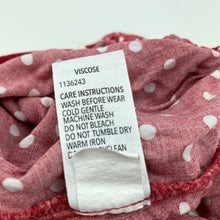 VISCOSE
1136243
CARE INSTRUCTIONS
WASH BEFORE WEAR
COLD GENTLE
MACHINE WASH
DO NOT BLEACH
DO NOT TUMBLE DRY
WARM IRON
DO